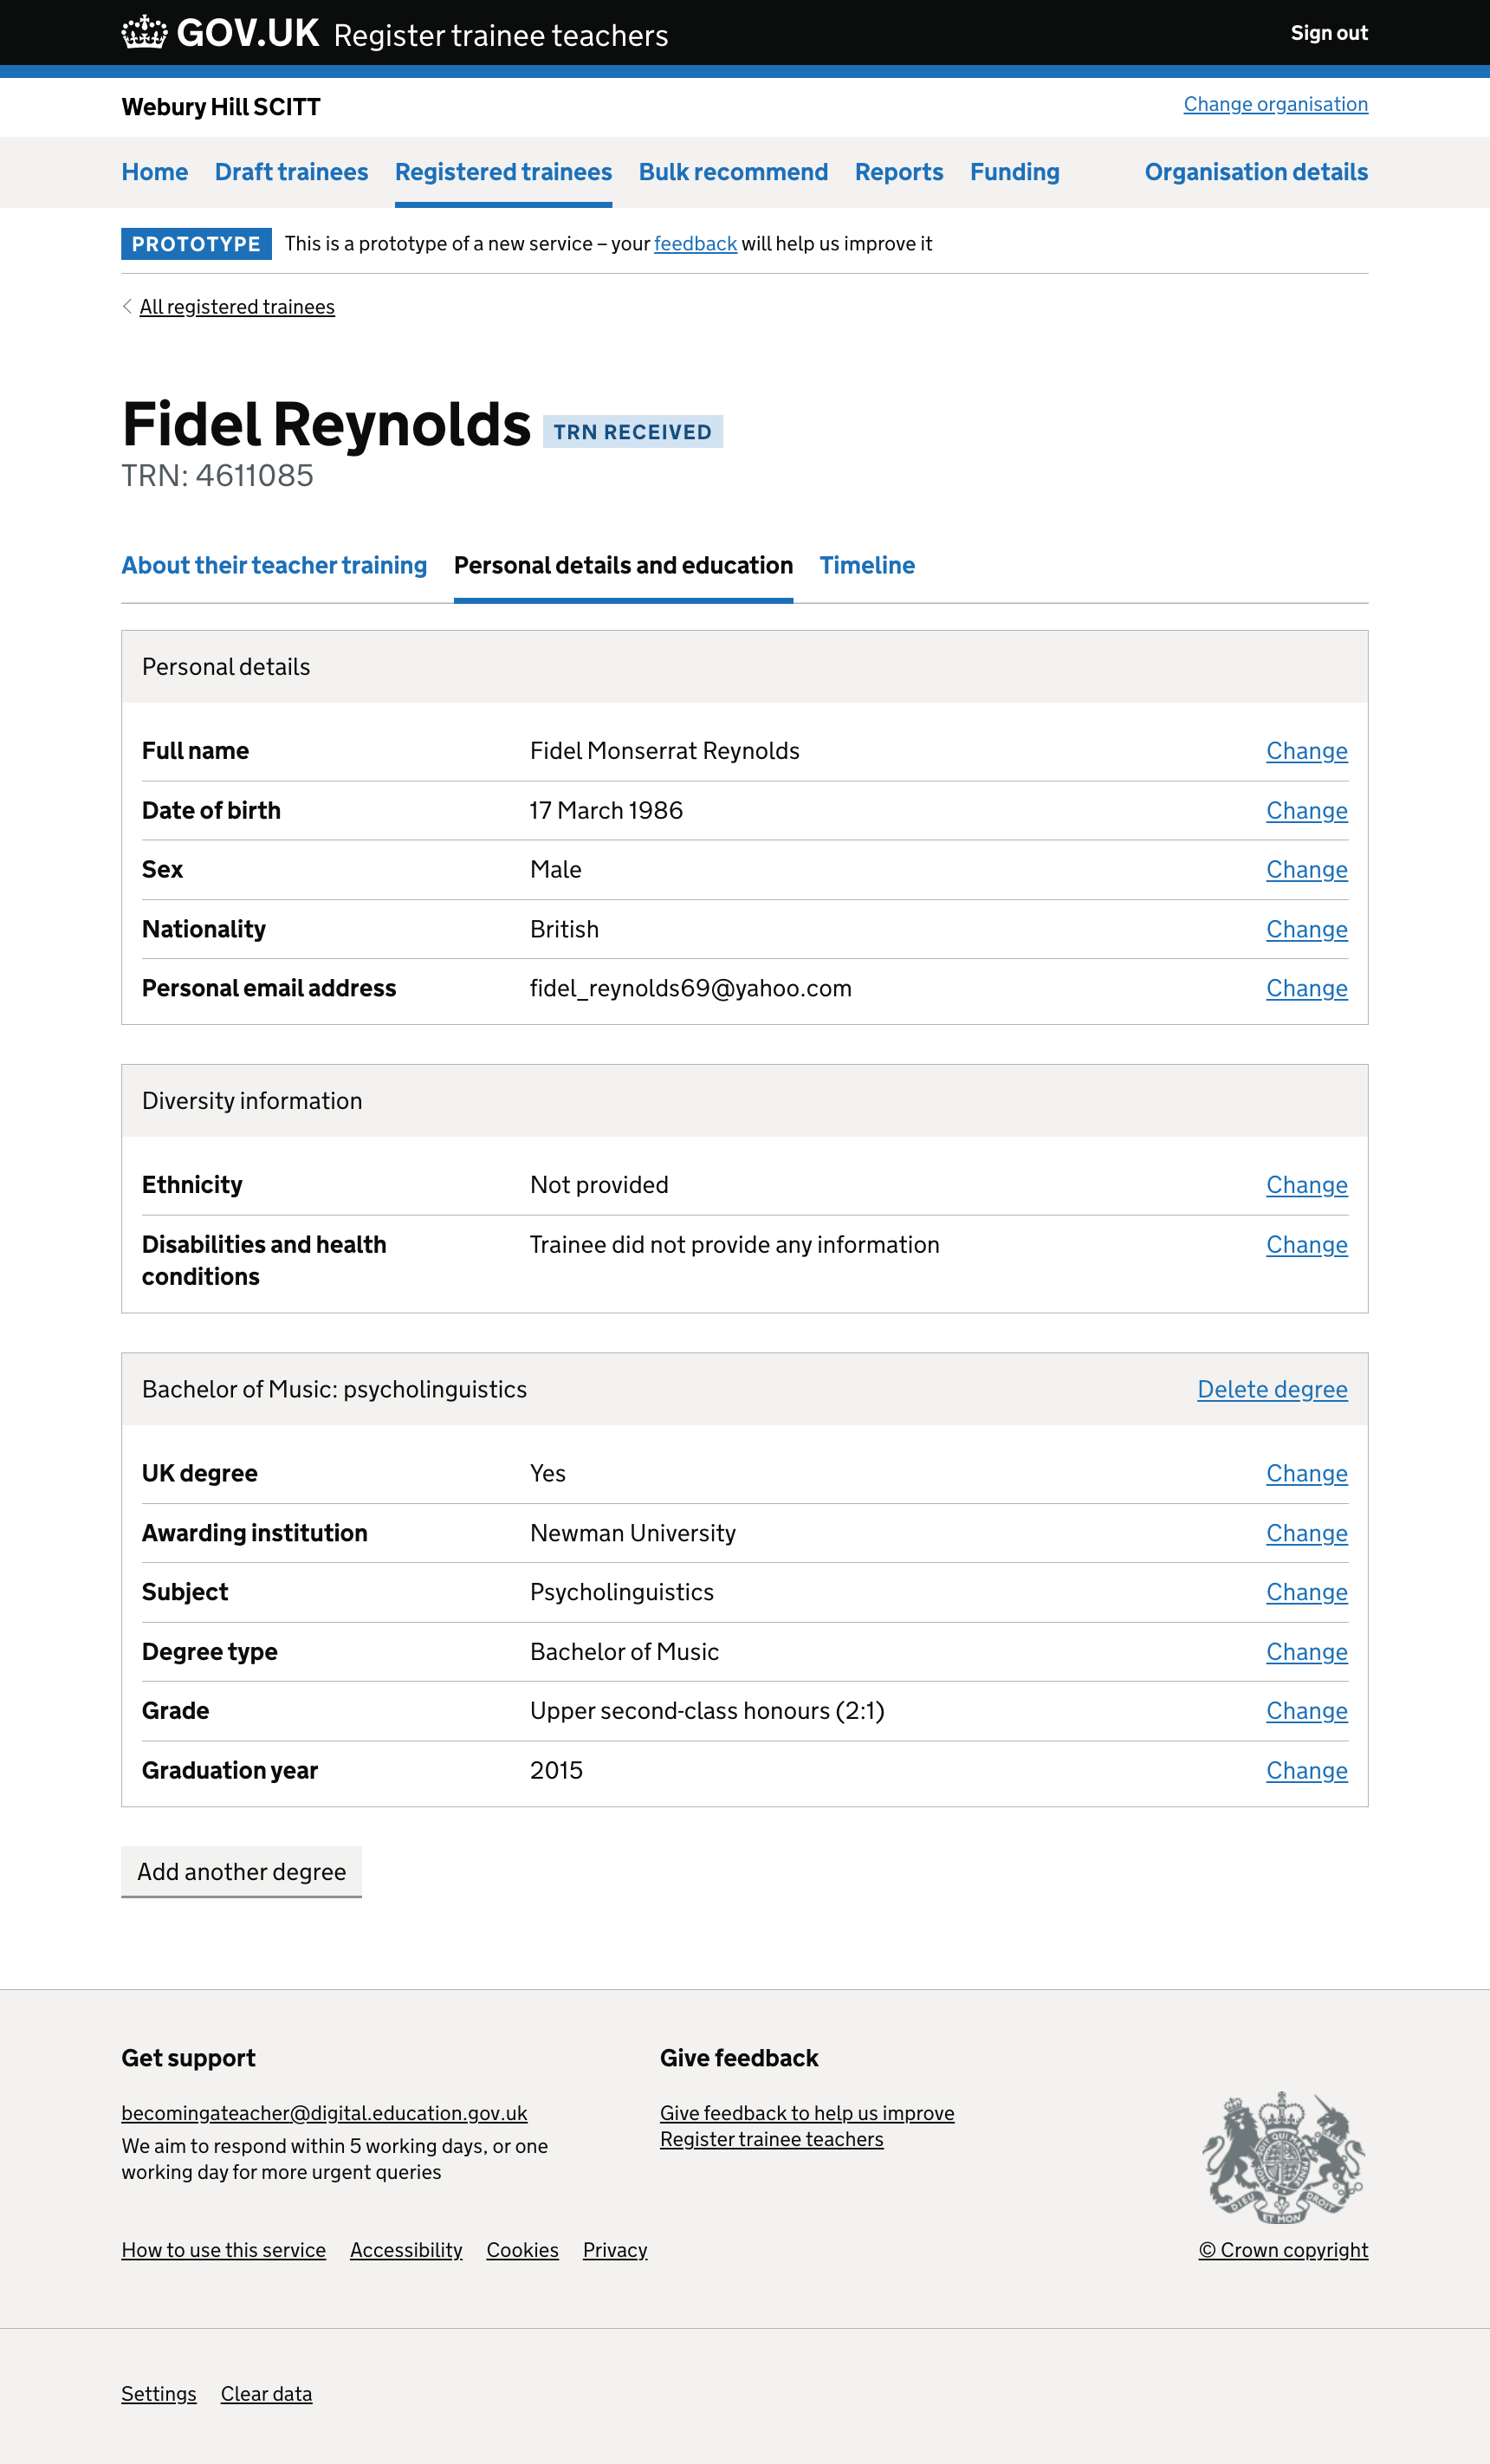 GOV.UK Register trainee teachers Sign out
Webury Hill SCITT Change organisation
Home Draft trainees Registered trainees Bulk recommend Reports Funding Organisation details
PROTOTYPE This is a prototype of a new service – your feedback will help us improve it
All registered trainees
Fidel Reynolds TRN RECEIVED
TRN: 4611085
About their teacher training Personal details and education Timeline
Personal details
Full name Fidel Monserrat Reynolds Change
Date of birth 17 March 1986 Change
Sex Male Change
Nationality British Change
Personal email address fidel_reynolds69@yahoo.com Change
Diversity information
Ethnicity Not provided Change
Disabilities and health Trainee did not provide any information Change
conditions
Bachelor of Music: psycholinguistics Delete degree
UK degree Yes Change
Awarding institution Newman University Change
Subject Psycholinguistics Change
Degree type Bachelor of Music Change
Grade Upper second-class honours (2:1) Change
Graduation year 2015 Change
Add another degree
Get support
becomingateacher@digital.education.gov.uk
We aim to respond within 5 working days, or one
working day for more urgent queries
Give feedback
Give feedback to help us improve
Register trainee teachers
DIEU ET MON DROIT
How to use this service Accessibility Cookies Privacy © Crown copyright
Settings Clear data